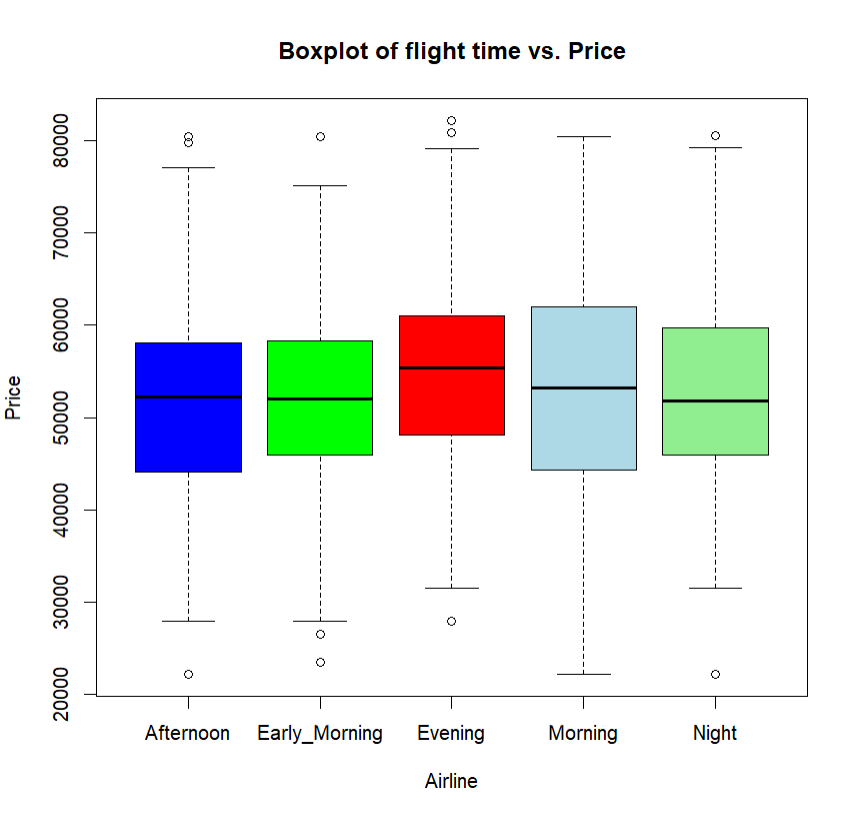 Boxplot of flight time vs. Price
80000
70000
60000
50000
40000
30000
20000
Price
Afternoon Early_Morning Evening Morning Night
Airline